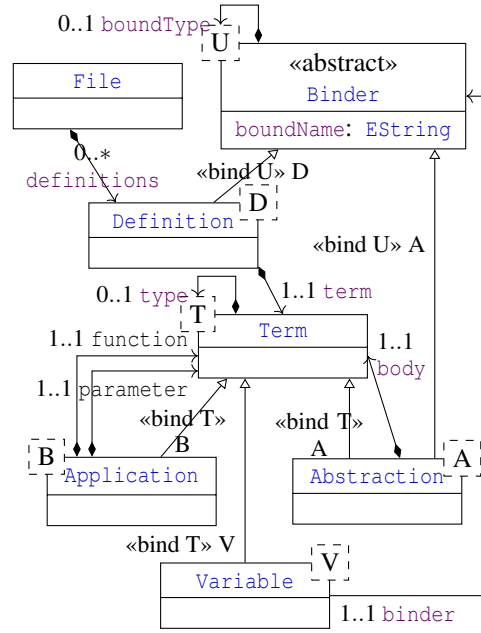 0..1 boundType
U
«abstract»
File
Binder
boundName: EString
0..*
definitions
«bind U» D
D
Definition
«bind U» A
0..1 type
1..1 term
T
Term
1..1 function
1..1
body
1..1 parameter
«bind T»
B
«bind T»
A
B
Application
A
Abstraction
«bind T» V
V
Variable
1..1 binder